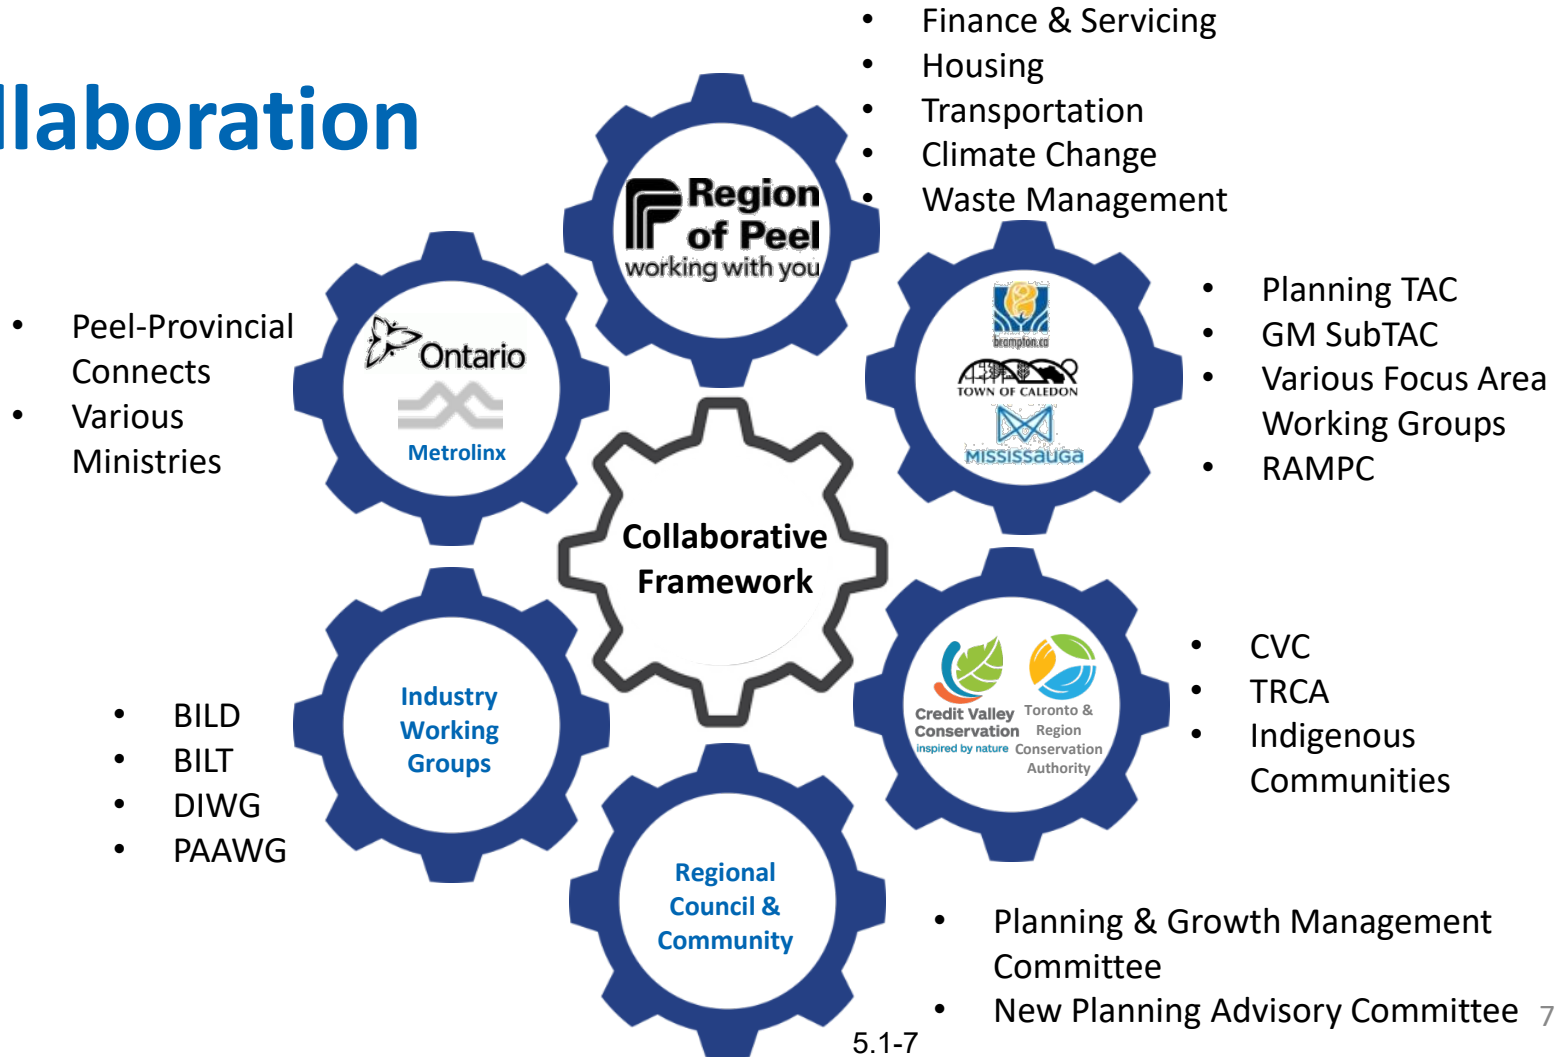 llaboration
• Finance & Servicing
• Housing
• Transportation
• Climate Change
• Waste Management
Region
of Peel
working with you
• Peel-Provincial
Connects
• Various
Ministries
Ontario
Metrolinx
brampton.ca
TOWN OF CALEDON
MISSISSAUGA
• Planning TAC
• GM SubTAC
• Various Focus Area
Working Groups
• RAMPC
Collaborative
Framework
• BILD
• BILT
• DIWG
• PAAWG
Industry
Working
Groups
Credit Valley
Conservation
inspired by nature
Toronto &
Region
Conservation
Authority
• CVC
• TRCA
• Indigenous
Communities
Regional
Council &
Community
• Planning & Growth Management
Committee
• New Planning Advisory Committee
7
5.1-7